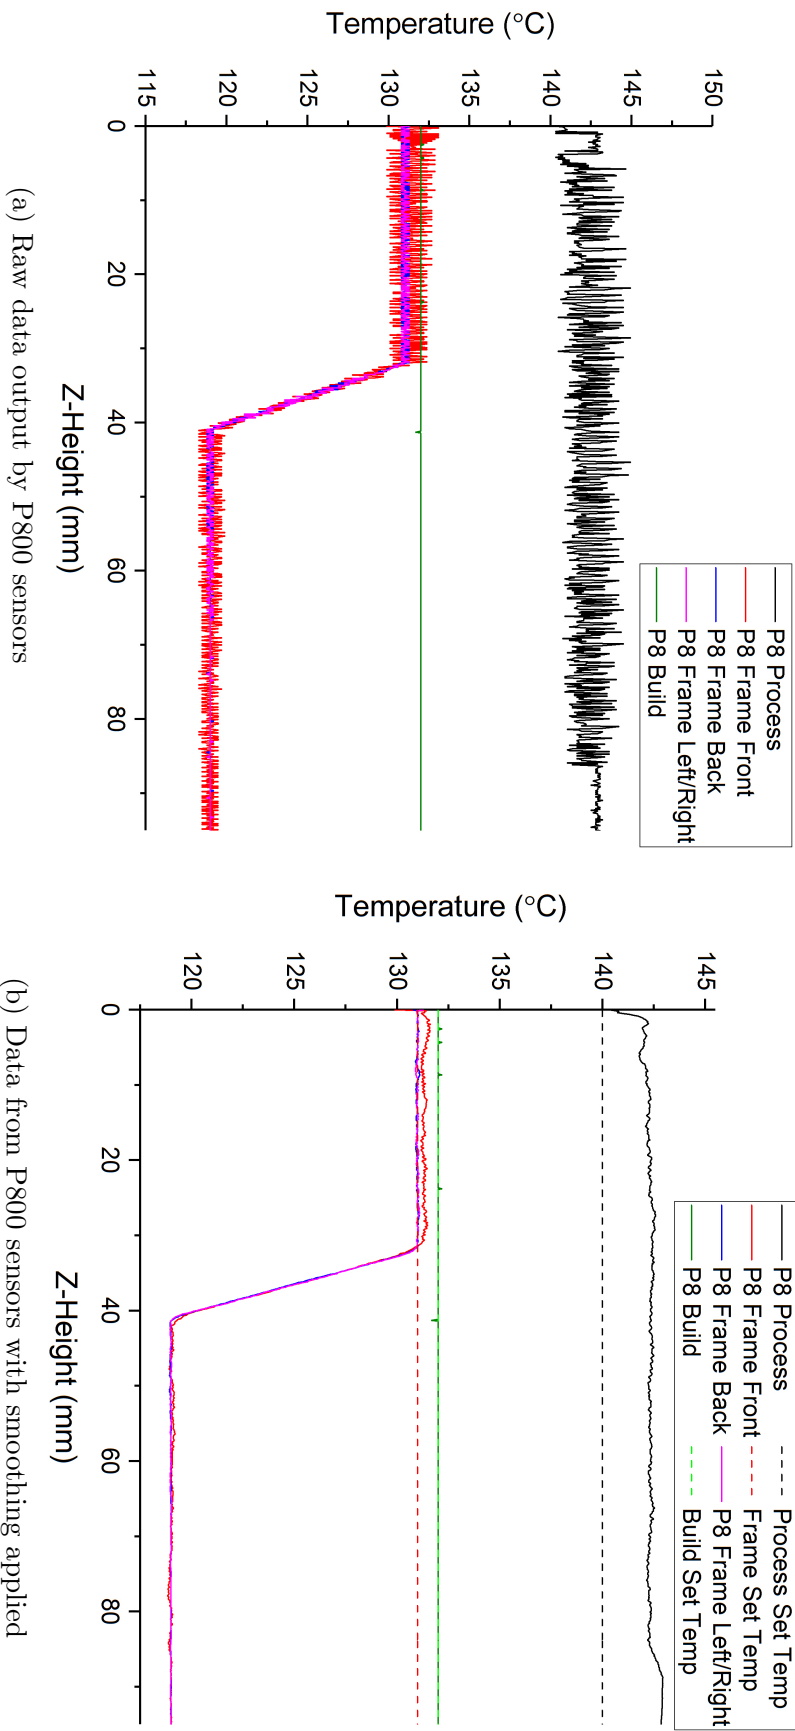 Temperature (°C)
150
145
140
135
130
125
120
115
0
20
40
60
80
Z-Height (mm)
P8 Process
P8 Frame Front
P8 Frame Back
P8 Frame Left/Right
P8 Build
(a) Raw data output by P800 sensors
Temperature (°C)
145
140
135
130
125
120
0
20
40
60
80
Z-Height (mm)
P8 Process
Process Set Temp
P8 Frame Front
Frame Set Temp
P8 Frame Back
P8 Frame Left/Right
P8 Build
Build Set Temp
(b) Data from P800 sensors with smoothing applied